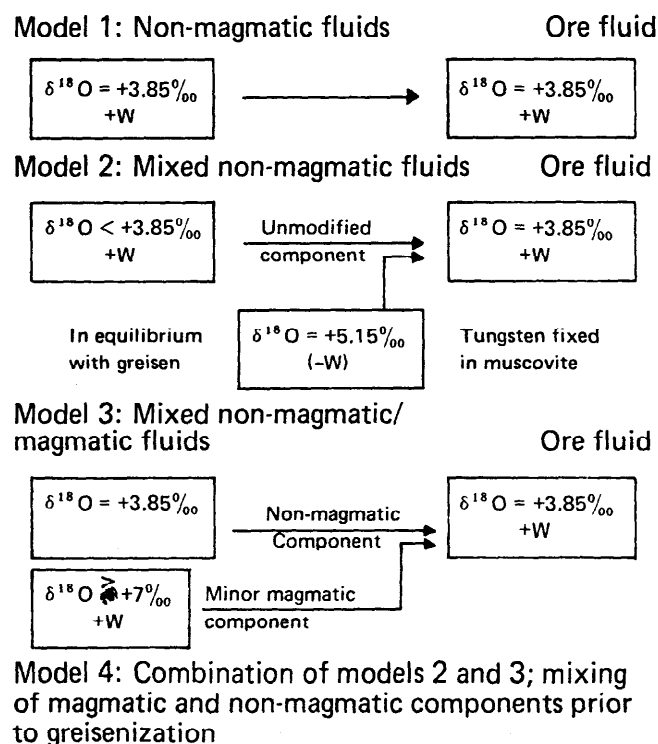 Model 1: Non-magmatic fluids Ore fluid
δ¹⁸O = +3.85‰ δ¹⁸O = +3.85‰
+W +W
Model 2: Mixed non-magmatic fluids Ore fluid
δ¹⁸O < +3.85‰ Unmodified δ¹⁸O = +3.85‰
+W component +W
In equilibrium δ¹⁸O = +5.15‰ Tungsten fixed
with greisen (-W) in muscovite
Model 3: Mixed non-magmatic/
magmatic fluids Ore fluid
δ¹⁸O = +3.85‰ Non-magmatic δ¹⁸O = +3.85‰
Component +W
δ¹⁸O +7‰ Minor magmatic
+W component
Model 4: Combination of models 2 and 3; mixing
of magmatic and non-magmatic components prior
to greisenization